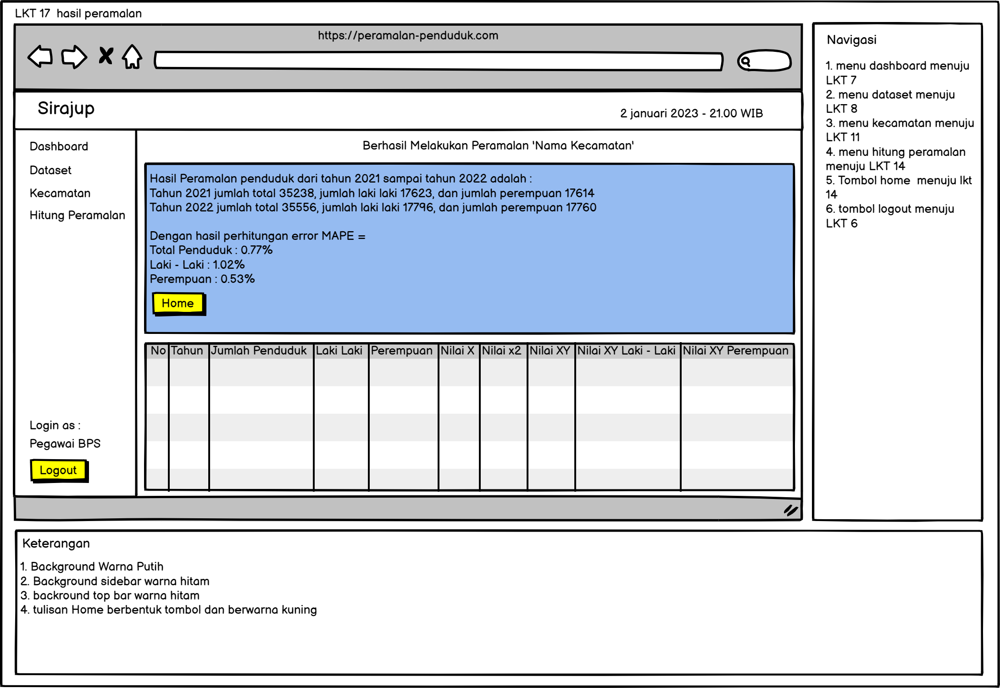 LKT 17  hasil peramalan
https://peramalan-penduduk.com
Sirajup
2 januari 2023 - 21.00 WIB
Dashboard
Dataset
Kecamatan
Hitung Peramalan
Login as :
Pegawai BPS
Logout
Berhasil Melakukan Peramalan 'Nama Kecamatan'
Hasil Peramalan penduduk dari tahun 2021 sampai tahun 2022 adalah :
Tahun 2021 jumlah total 35238, jumlah laki laki 17623, dan jumlah perempuan 17614
Tahun 2022 jumlah total 35556, jumlah laki laki 17796, dan jumlah perempuan 17760
Dengan hasil perhitungan error MAPE =
Total Penduduk : 0.77%
Laki - Laki : 1.02%
Perempuan : 0.53%
Home
No Tahun Jumlah Penduduk Laki Laki Perempuan Nilai X Nilai x2 Nilai XY Nilai XY Laki - Laki Nilai XY Perempuan
Navigasi
1. menu dashboard menuju
LKT 7
2. menu dataset menuju
LKT 8
3. menu kecamatan menuju
LKT 11
4. menu hitung peramalan
menuju LKT 14
5. Tombol home  menuju lkt
14
6. tombol logout menuju
LKT 6
Keterangan
1. Background Warna Putih
2. Background sidebar warna hitam
3. backround top bar warna hitam
4. tulisan Home berbentuk tombol dan berwarna kuning